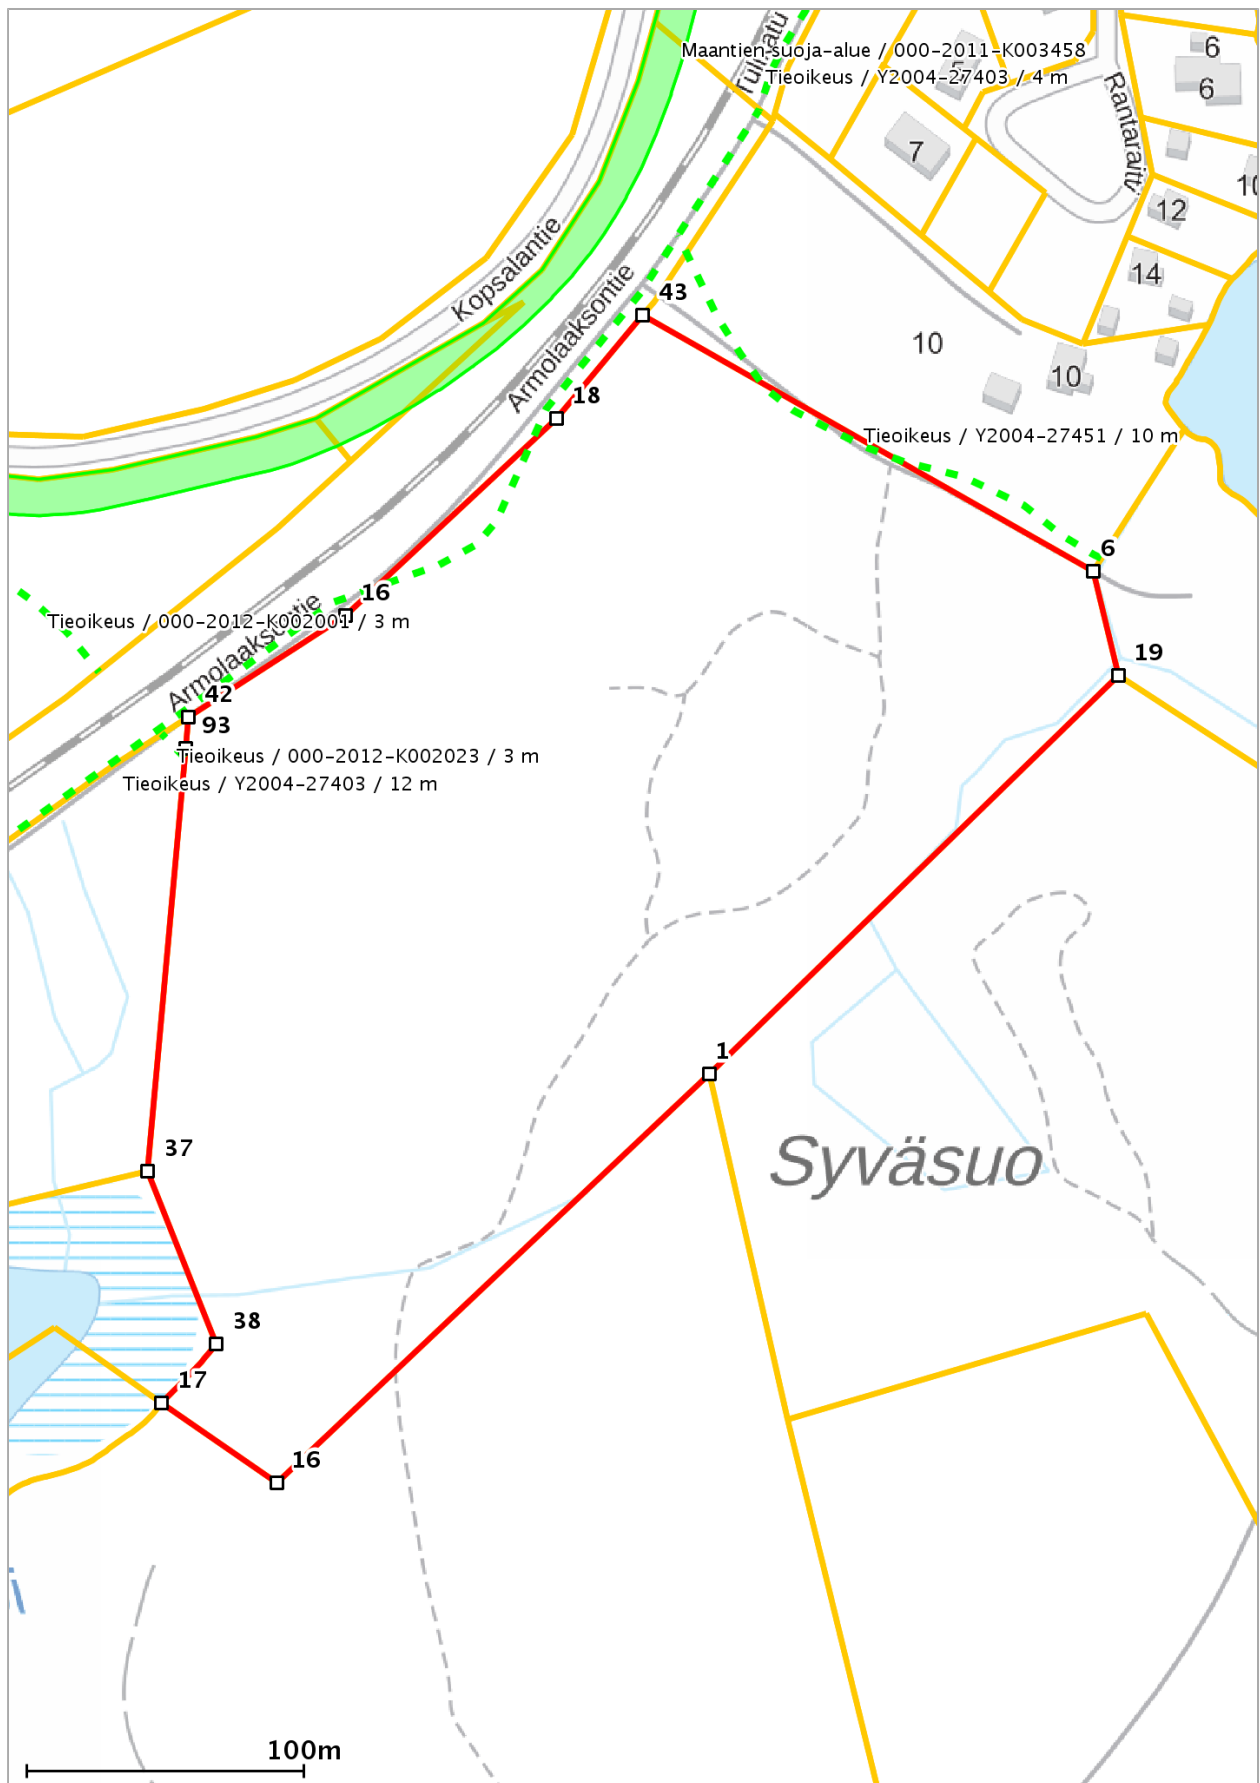 Maantien suoja-alue / 000-2011-K003458
Tieoikeus / Y2004-27403 / 4 m
5
6
6
7
Rantaraitti
10
12
14
Kopsalantie
Armolaaksontie
43
10
10
18
Tieoikeus / Y2004-27451 / 10 m
6
16
Tieoikeus / 000-2012-K002001 / 3 m
Armolaaksontie
19
42
93
Tieoikeus / 000-2012-K002023 / 3 m
Tieoikeus / Y2004-27403 / 12 m
1
37
Syväsuo
38
17
16
100m